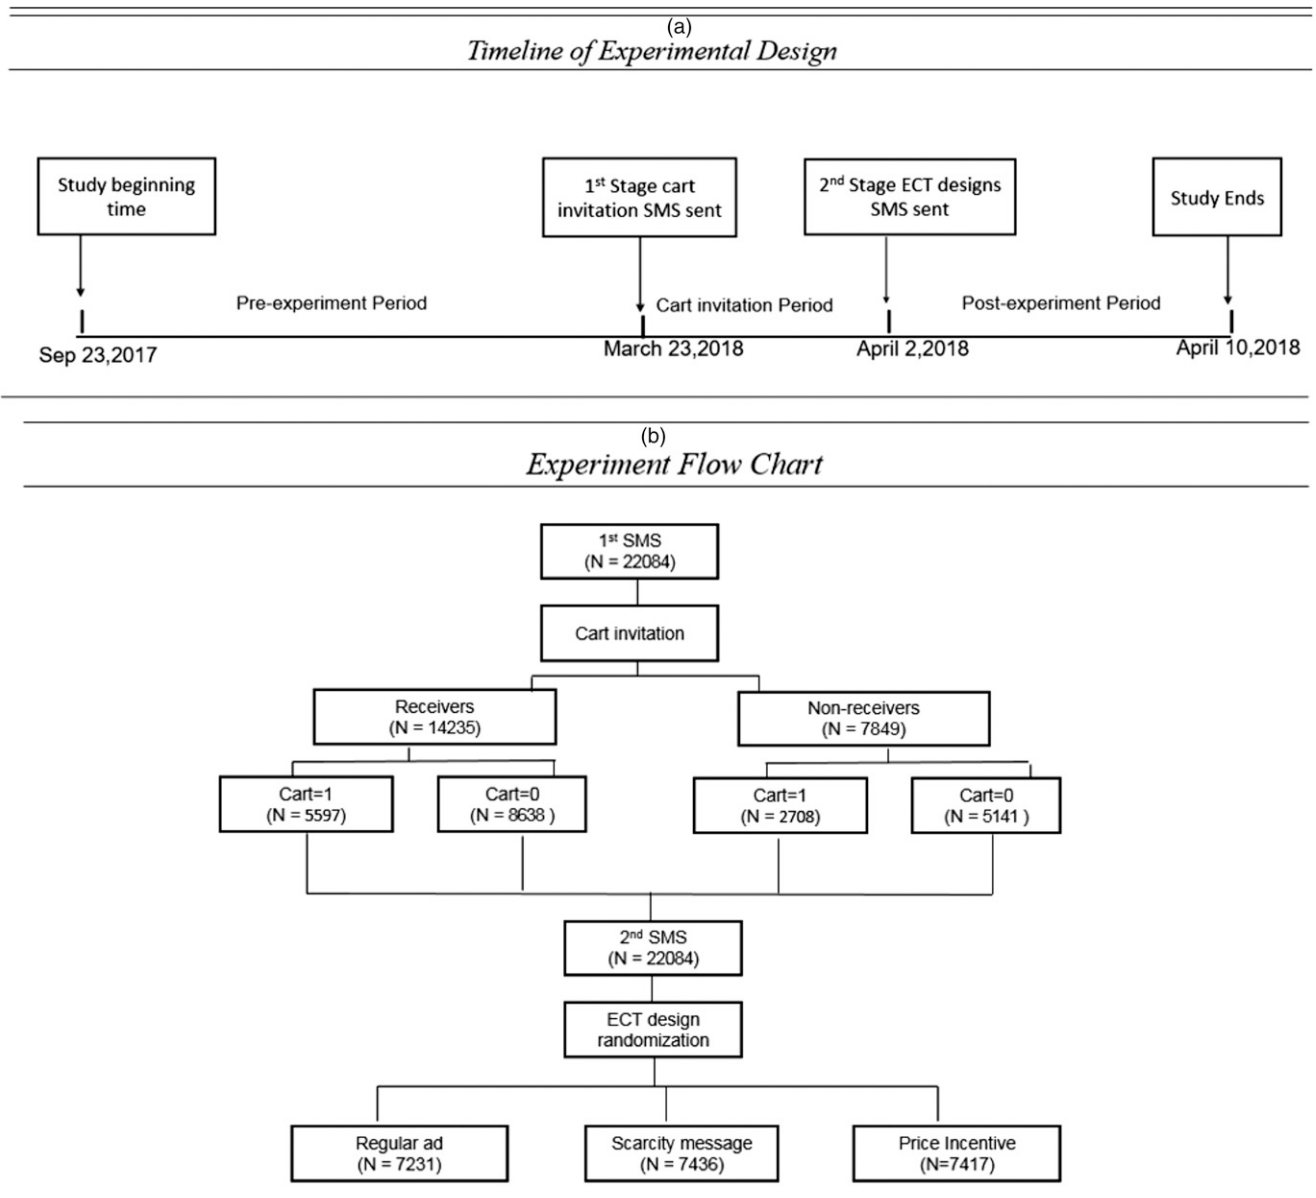 (a)
Timeline of Experimental Design
Study beginning
time
1st Stage cart
invitation SMS sent
2nd Stage ECT designs
SMS sent
Study Ends
Pre-experiment Period
Cart invitation Period
Post-experiment Period
Sep 23,2017
March 23,2018
April 2,2018
April 10,2018
(b)
Experiment Flow Chart
1st SMS
(N = 22084)
Cart invitation
Receivers
(N = 14235)
Non-receivers
(N = 7849)
Cart=1
(N = 5597)
Cart=0
(N = 8638 )
Cart=1
(N = 2708)
Cart=0
(N = 5141 )
2nd SMS
(N = 22084)
ECT design
randomization
Regular ad
(N = 7231)
Scarcity message
(N = 7436)
Price Incentive
(N=7417)